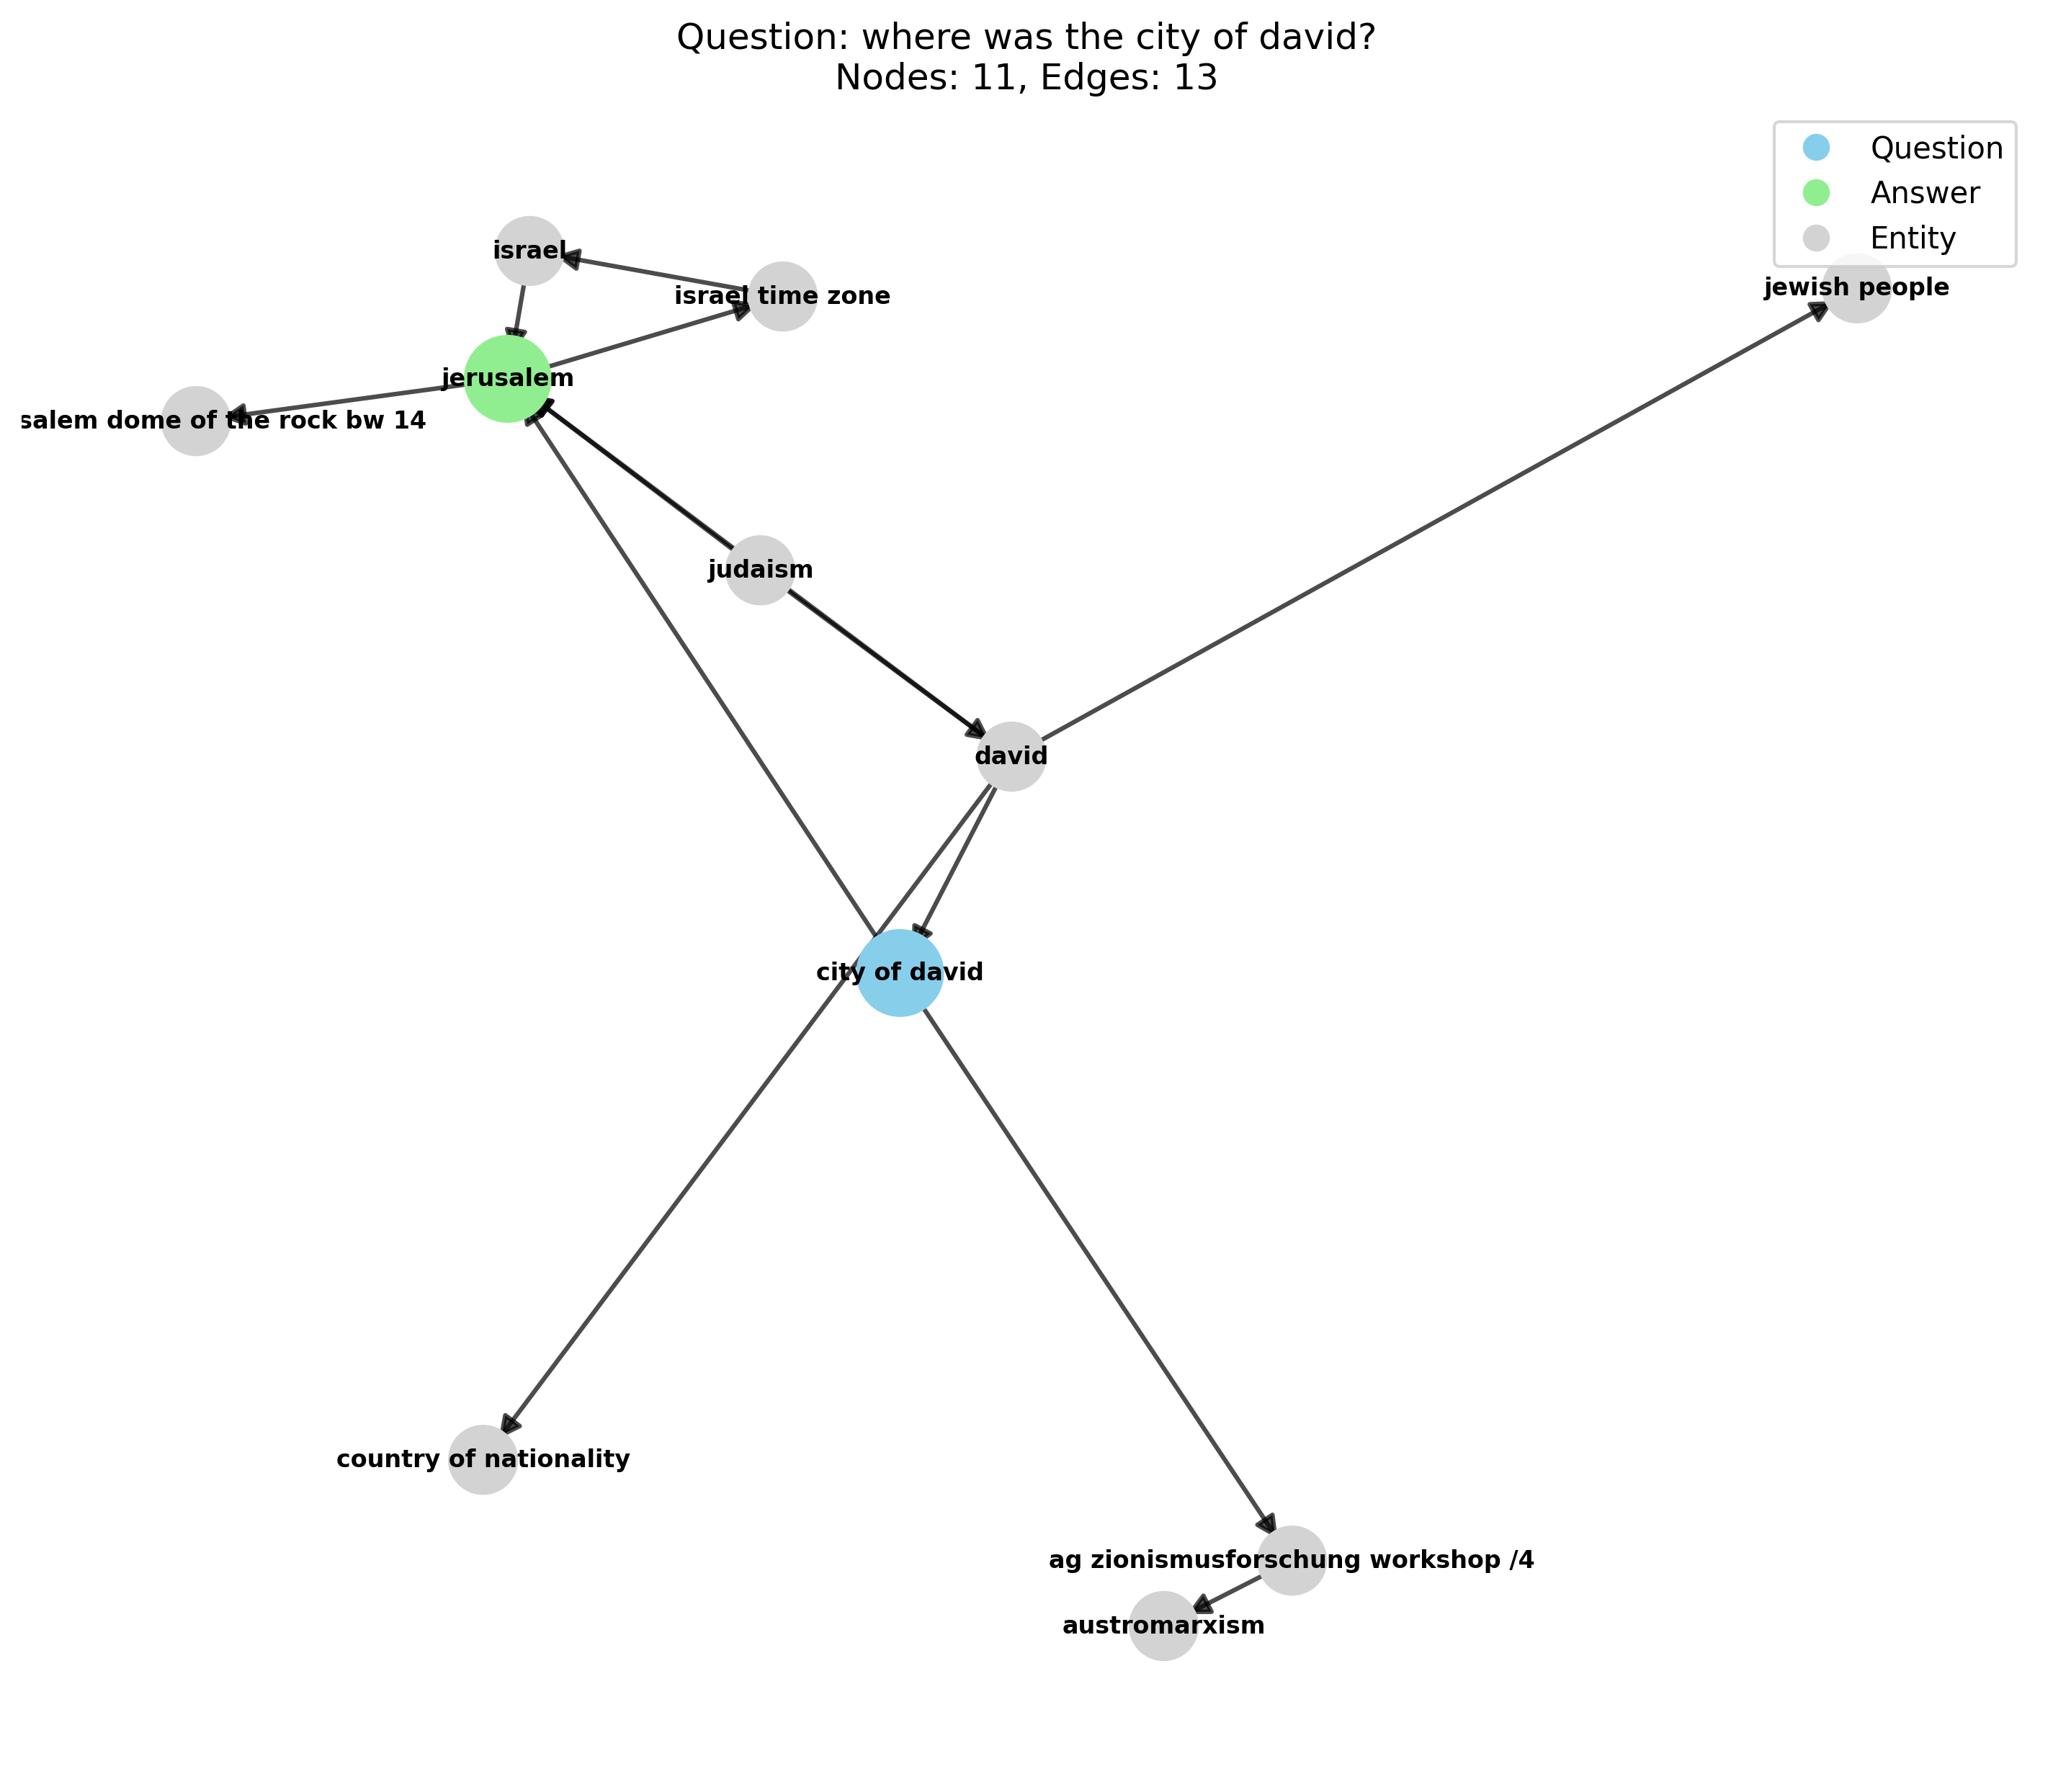 Question: where was the city of david?
Nodes: 11, Edges: 13
Question
Answer
Entity
israel
israel time zone
jewish people
jerusalem
salem dome of the rock bw 14
judaism
david
city of david
country of nationality
ag zionismusforschung workshop /4
austromarxism